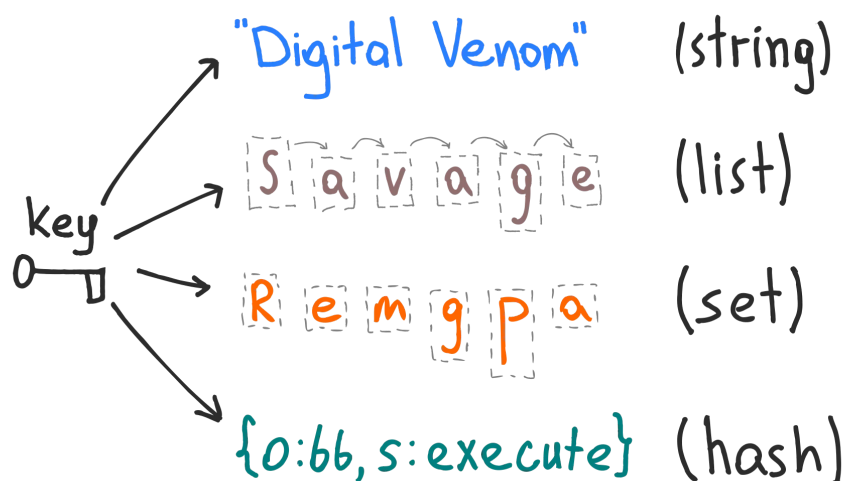 "Digital Venom" (string)
S a v a g e (list)
key
R e m g p a (set)
{0:66, s:execute} (hash)